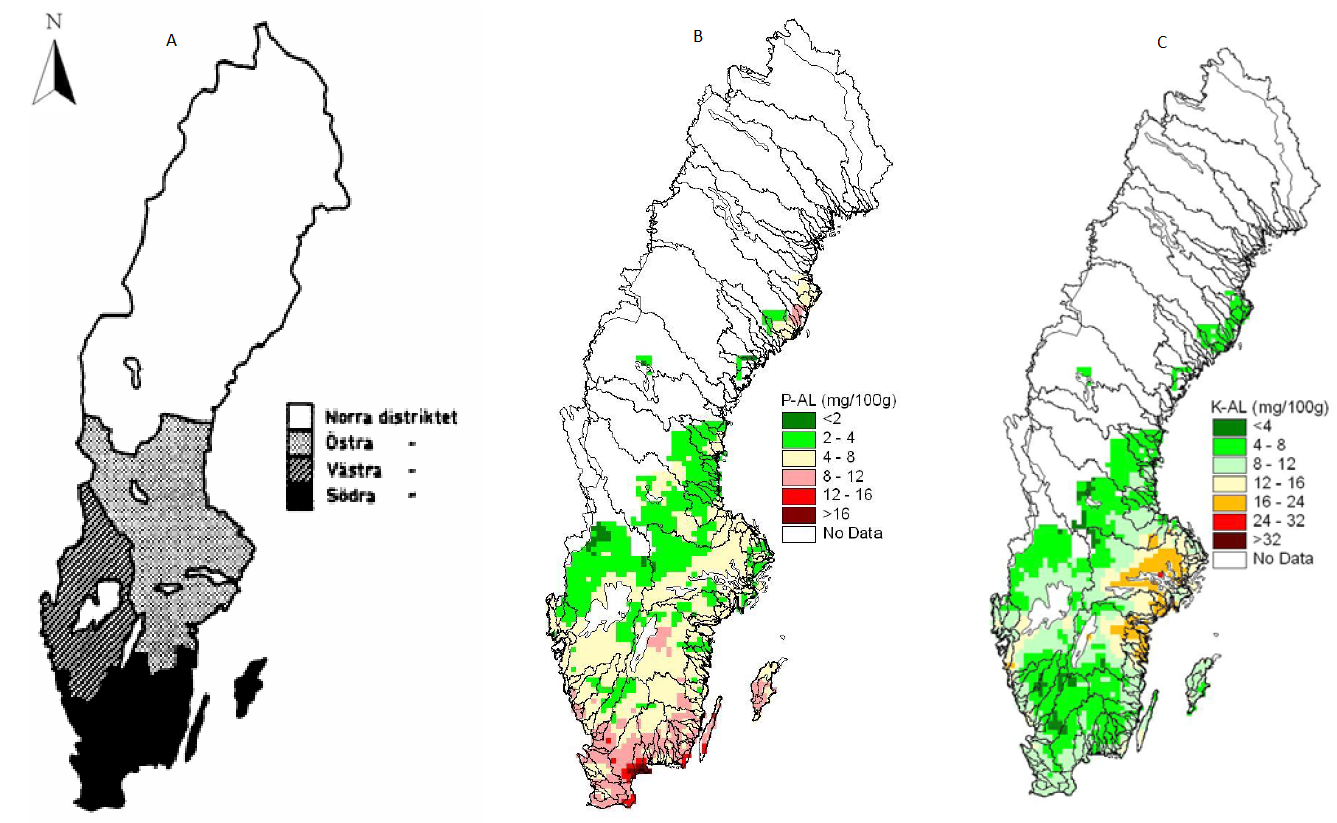 N
A
B
C
Norra distriktet
Östra -"-
Västra -"-
Södra -"-
P-AL (mg/100g)
<2
2 - 4
4 - 8
8 - 12
12 - 16
>16
No Data
K-AL (mg/100g)
<4
4 - 8
8 - 12
12 - 16
16 - 24
24 - 32
>32
No Data